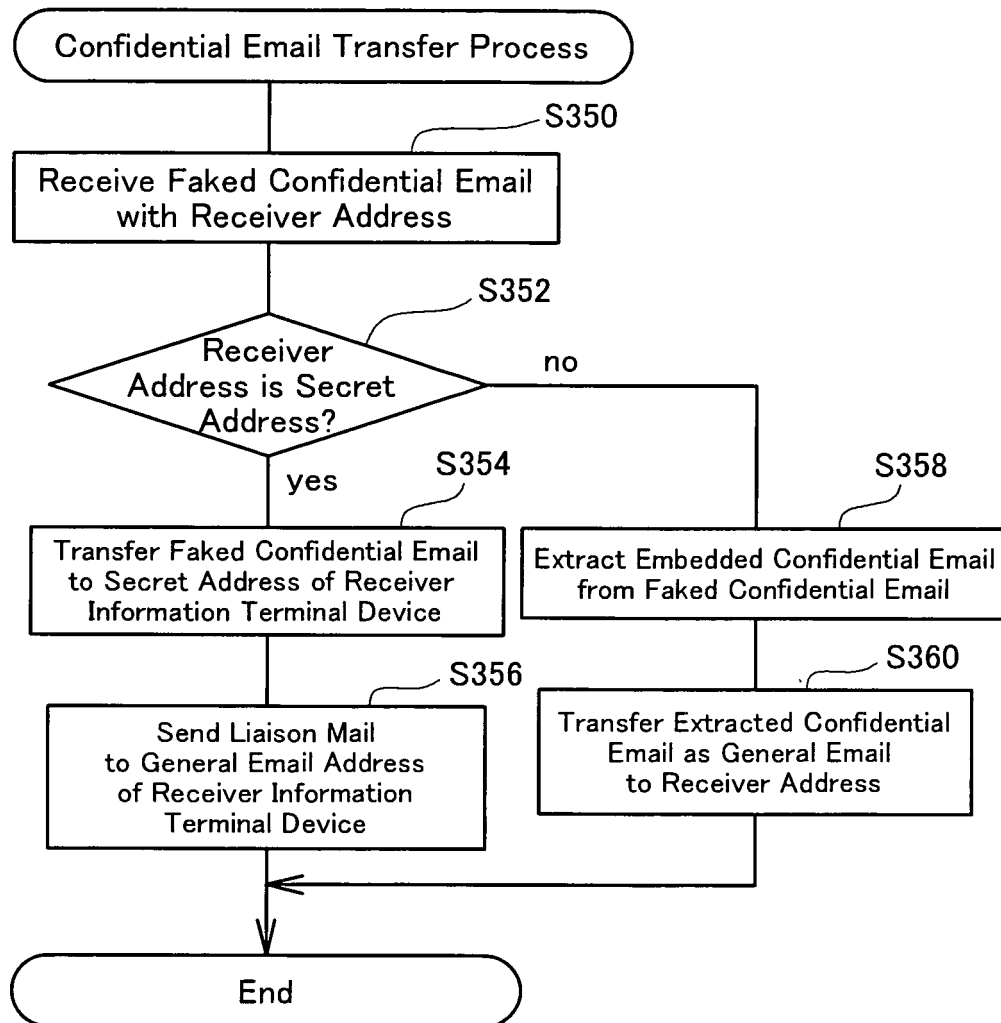 Confidential Email Transfer Process
S350
Receive Faked Confidential Email
with Receiver Address
S352
Receiver
Address is Secret
Address?
no
yes
S354
Transfer Faked Confidential Email
to Secret Address of Receiver
Information Terminal Device
S358
Extract Embedded Confidential Email
from Faked Confidential Email
S356
Send Liaison Mail
to General Email Address
of Receiver Information
Terminal Device
S360
Transfer Extracted Confidential
Email as General Email
to Receiver Address
End